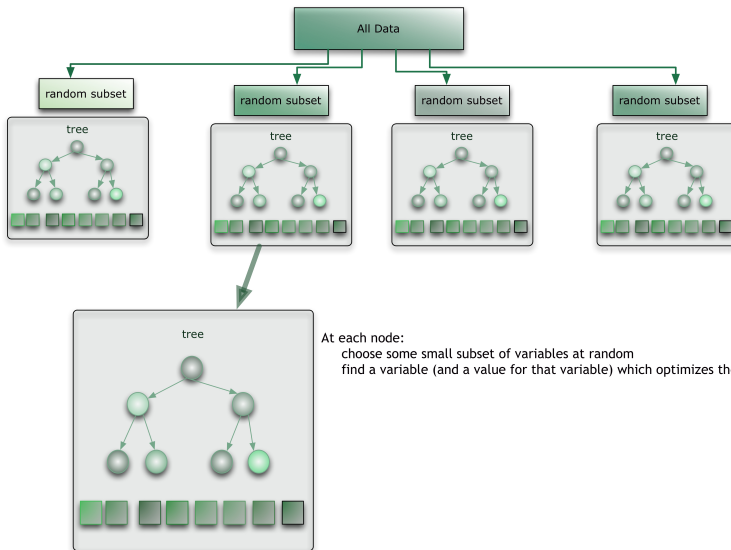 All Data
random subset
random subset
random subset
random subset
tree
tree
tree
tree
tree
At each node:
choose some small subset of variables at random
find a variable (and a value for that variable) which optimizes the